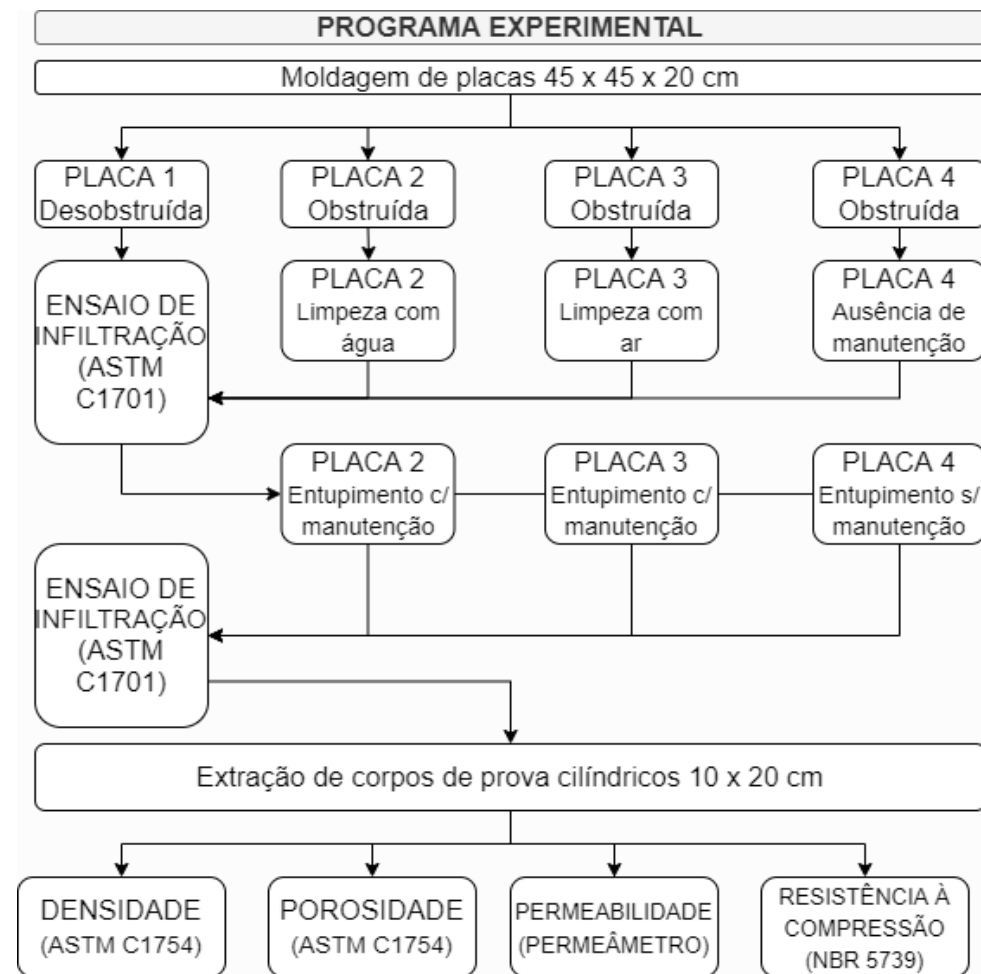 PROGRAMA EXPERIMENTAL
Moldagem de placas 45 x 45 x 20 cm
PLACA 1
Desobstruída
PLACA 2
Obstruída
PLACA 3
Obstruída
PLACA 4
Obstruída
ENSAIO DE
INFILTRAÇÃO
(ASTM
C1701)
PLACA 2
Limpeza com
água
PLACA 3
Limpeza com
ar
PLACA 4
Ausência de
manutenção
PLACA 2
Entupimento c/
manutenção
PLACA 3
Entupimento c/
manutenção
PLACA 4
Entupimento s/
manutenção
ENSAIO DE
INFILTRAÇÃO
(ASTM
C1701)
Extração de corpos de prova cilíndricos 10 x 20 cm
DENSIDADE
(ASTM C1754)
POROSIDADE
(ASTM C1754)
PERMEABILIDADE
(PERMEÂMETRO)
RESISTÊNCIA À
COMPRESSÃO
(NBR 5739)